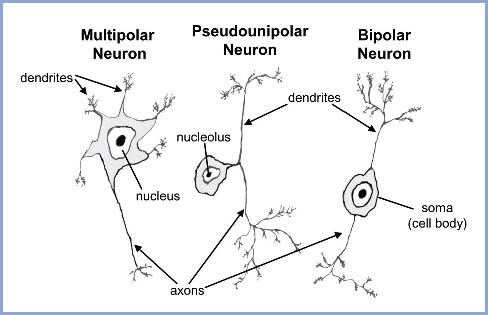 Multipolar
Neuron
Pseudounipolar
Neuron
Bipolar
Neuron
dendrites
dendrites
nucleolus
nucleus
soma
(cell body)
axons